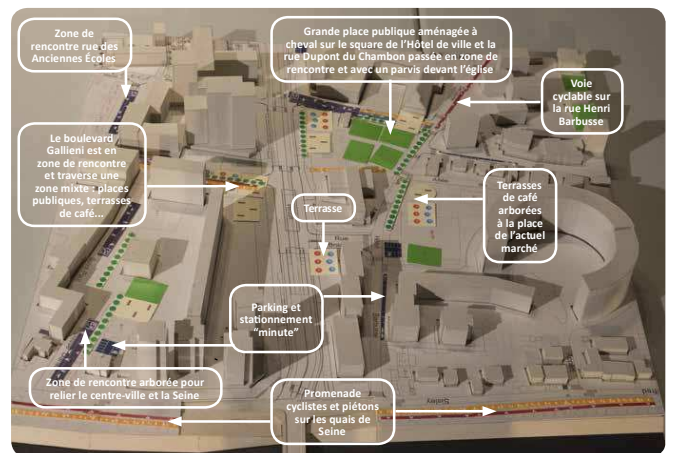 Zone de
rencontre rue des
Anciennes Écoles
Grande place publique aménagée à
cheval sur le square de l'Hôtel de ville et la
rue Dupont du Chambon passée en zone de
rencontre et avec un parvis devant l'église
Voie
cyclable sur
la rue Henri
Barbusse
Le boulevard
Gallieni est en
zone de rencontre
et traverse une
zone mixte : places
publiques, terrasses
de café...
Terrasse
Terrasses
de café
arborées
à la place
de l'actuel
marché
Rue
Parking et
stationnement
"minute"
Zone de rencontre arborée pour
relier le centre-ville et la Seine
Promenade
cyclistes et piétons
sur les quais de
Seine
Sisley